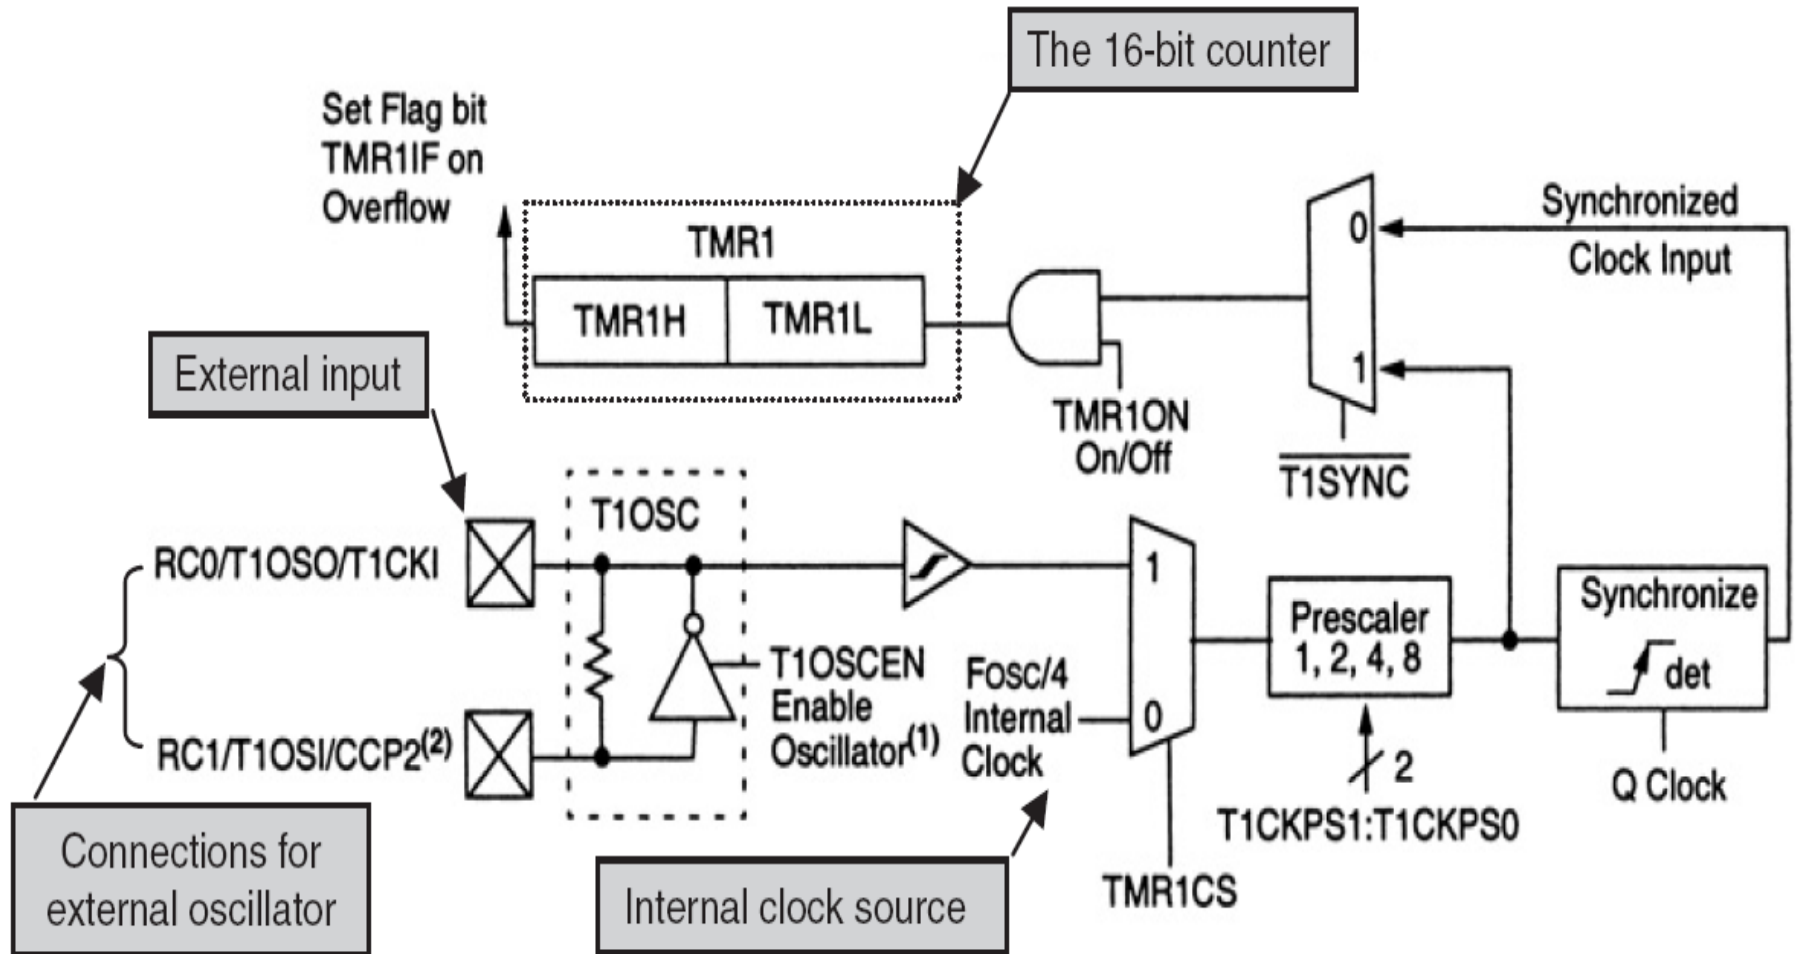 The 16-bit counter
Set Flag bit
TMR1IF on
Overflow
TMR1
TMR1H
TMR1L
0
1
Synchronized
Clock Input
TMR1ON
On/Off
T1SYNC
External input
RC0/T1OSO/T1CKI
RC1/T1OSI/CCP2(2)
T1OSC
T1OSCEN
Enable
Oscillator(1)
FOSC/4
Internal
Clock
1
0
Prescaler
1, 2, 4, 8
Synchronize
det
2
T1CKPS1:T1CKPS0
Q Clock
TMR1CS
Connections for
external oscillator
Internal clock source